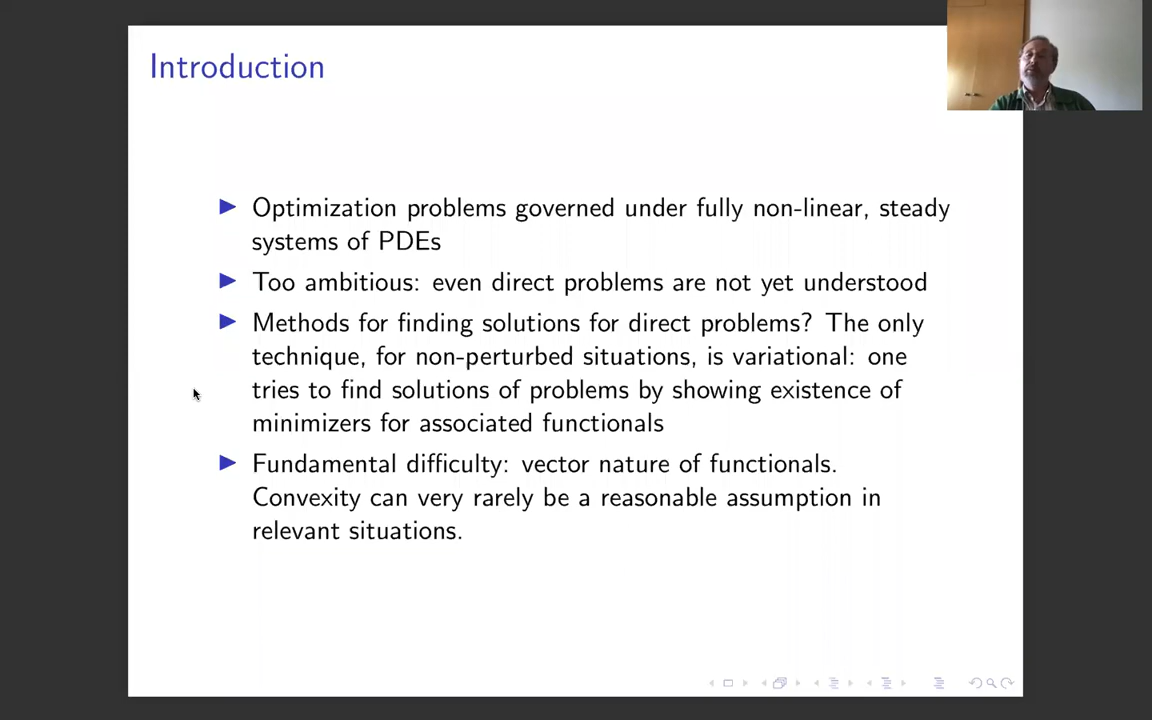 Introduction
Optimization problems governed under fully non-linear, steady
systems of PDEs
Too ambitious: even direct problems are not yet understood
Methods for finding solutions for direct problems? The only
technique, for non-perturbed situations, is variational: one
tries to find solutions of problems by showing existence of
minimizers for associated functionals
Fundamental difficulty: vector nature of functionals.
Convexity can very rarely be a reasonable assumption in
relevant situations.